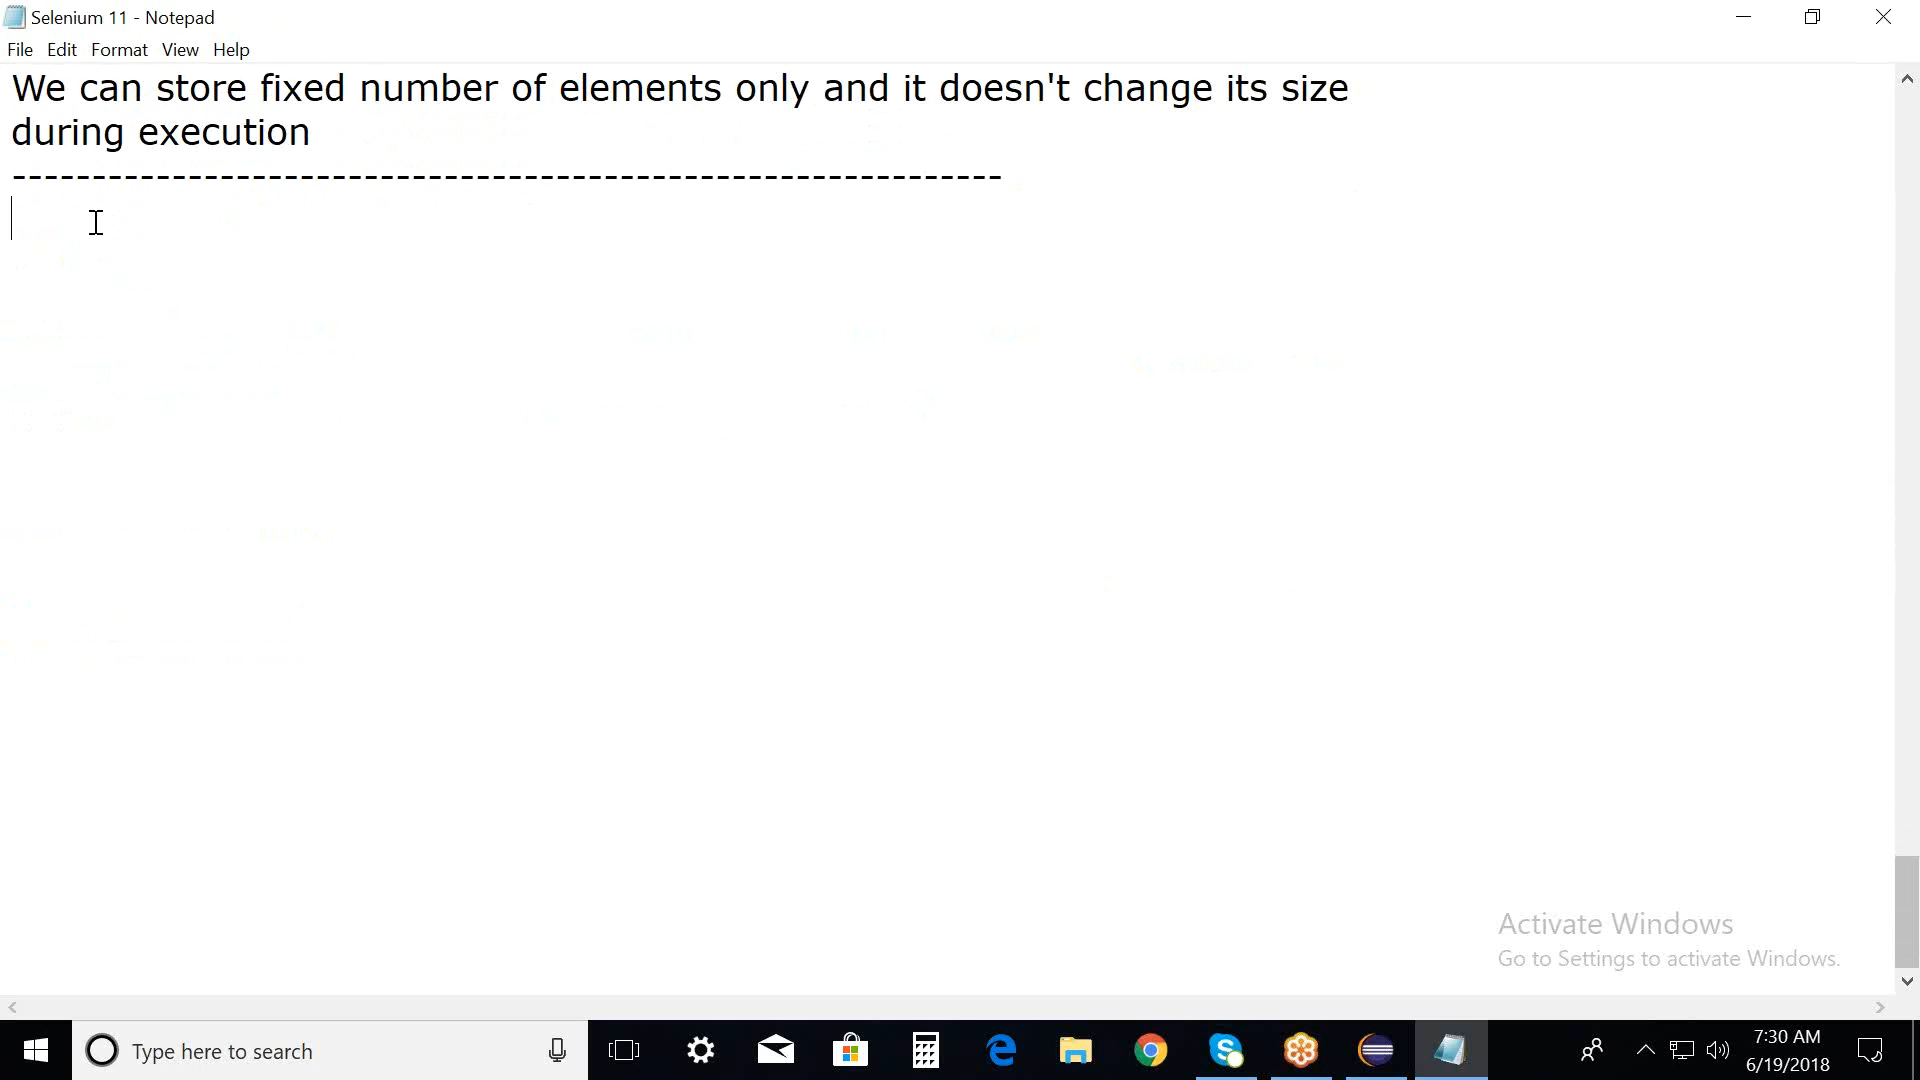 Selenium 11 - Notepad
File Edit Format View Help
We can store fixed number of elements only and it doesn't change its size
during execution
--------------------------------------------------------------
Activate Windows
Go to Settings to activate Windows.
Type here to search
7:30 AM
6/19/2018